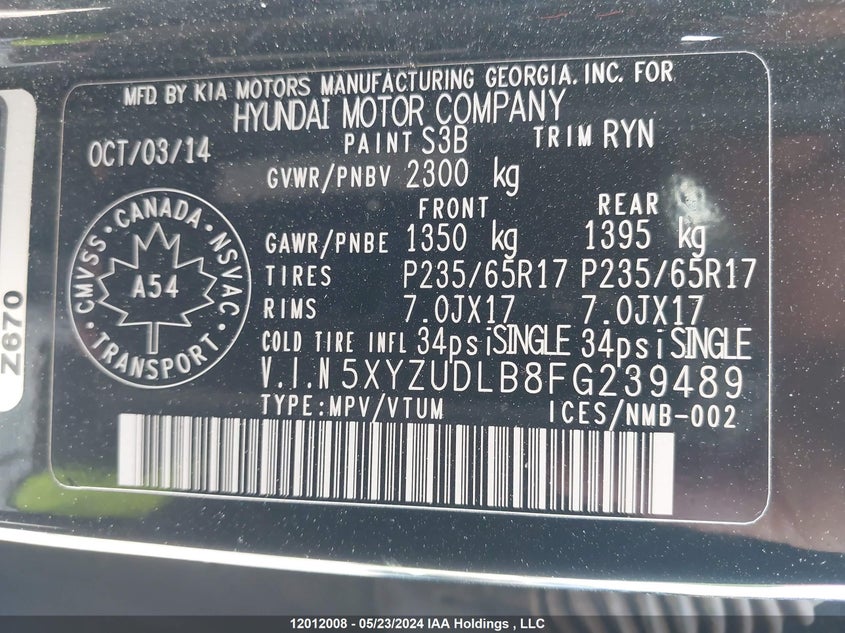 MFD. BY KIA MOTORS MANUFACTURING GEORGIA, INC. FOR
HYUNDAI MOTOR COMPANY
OCT/03/14 PAINT S3B TRIM RYN
GVWR/PNBV 2300 kg
FRONT REAR
GAWR/PNBE 1350 kg 1395 kg
TIRES P235/65R17 P235/65R17
RIMS 7.0JX17 7.0JX17
COLD TIRE INFL 34psi SINGLE 34psi SINGLE
V.I.N 5XYZUDLB8FG239489
TYPE:MPV/VTUM ICES/NMB-002
CMVSS · CANADA · NSVAC · TRANSPORT ·
A54
Z670
12012008 - 05/23/2024 IAA Holdings , LLC